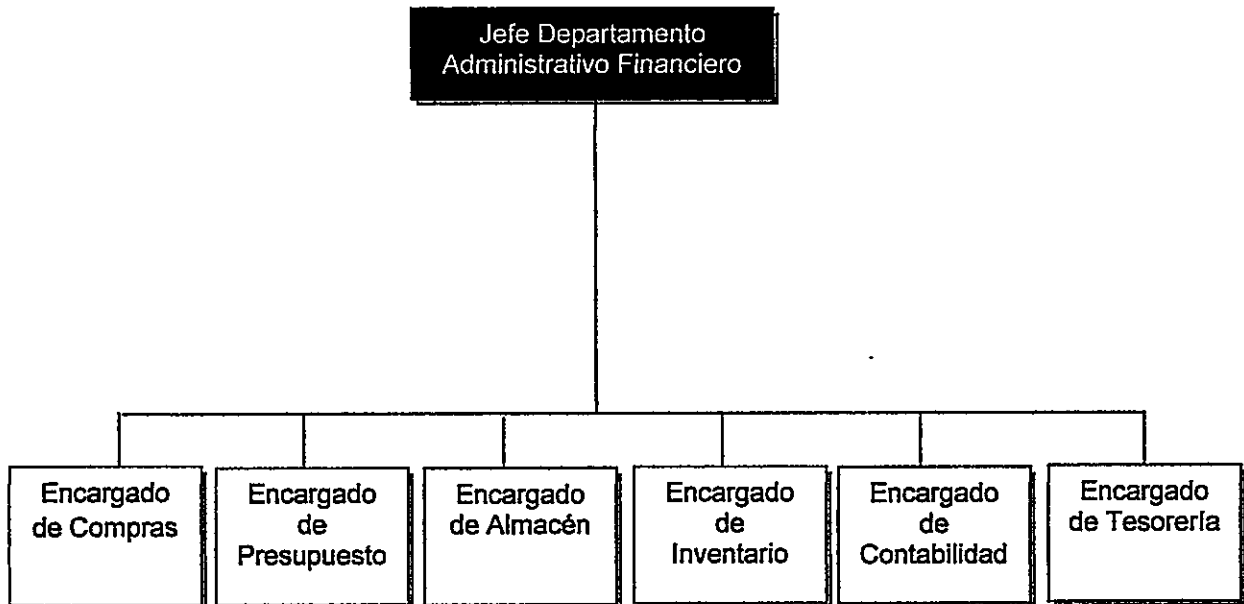 Jefe Departamento
Administrativo Financiero
Encargado
de Compras
Encargado
de
Presupuesto
Encargado
de Almacén
Encargado
de
Inventario
Encargado
de
Contabilidad
Encargado
de Tesorería